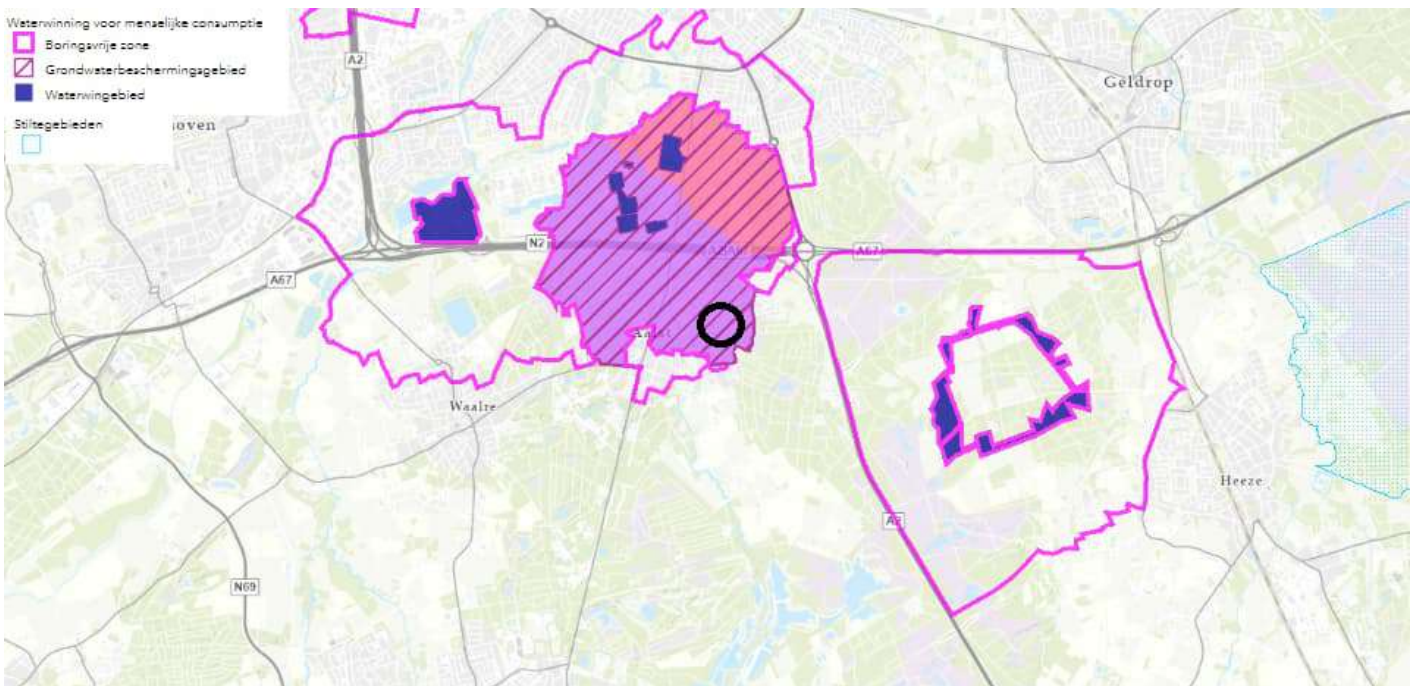 Waterwinning voor menselijke consumptie
Boringsvrije zone
Grondwaterbeschermingsgebied
Waterwingebied
Stiltegebieden
hoven
A2
Geldrop
N2
A67
A67
Aalst
Waalre
Heeze
A2
N69